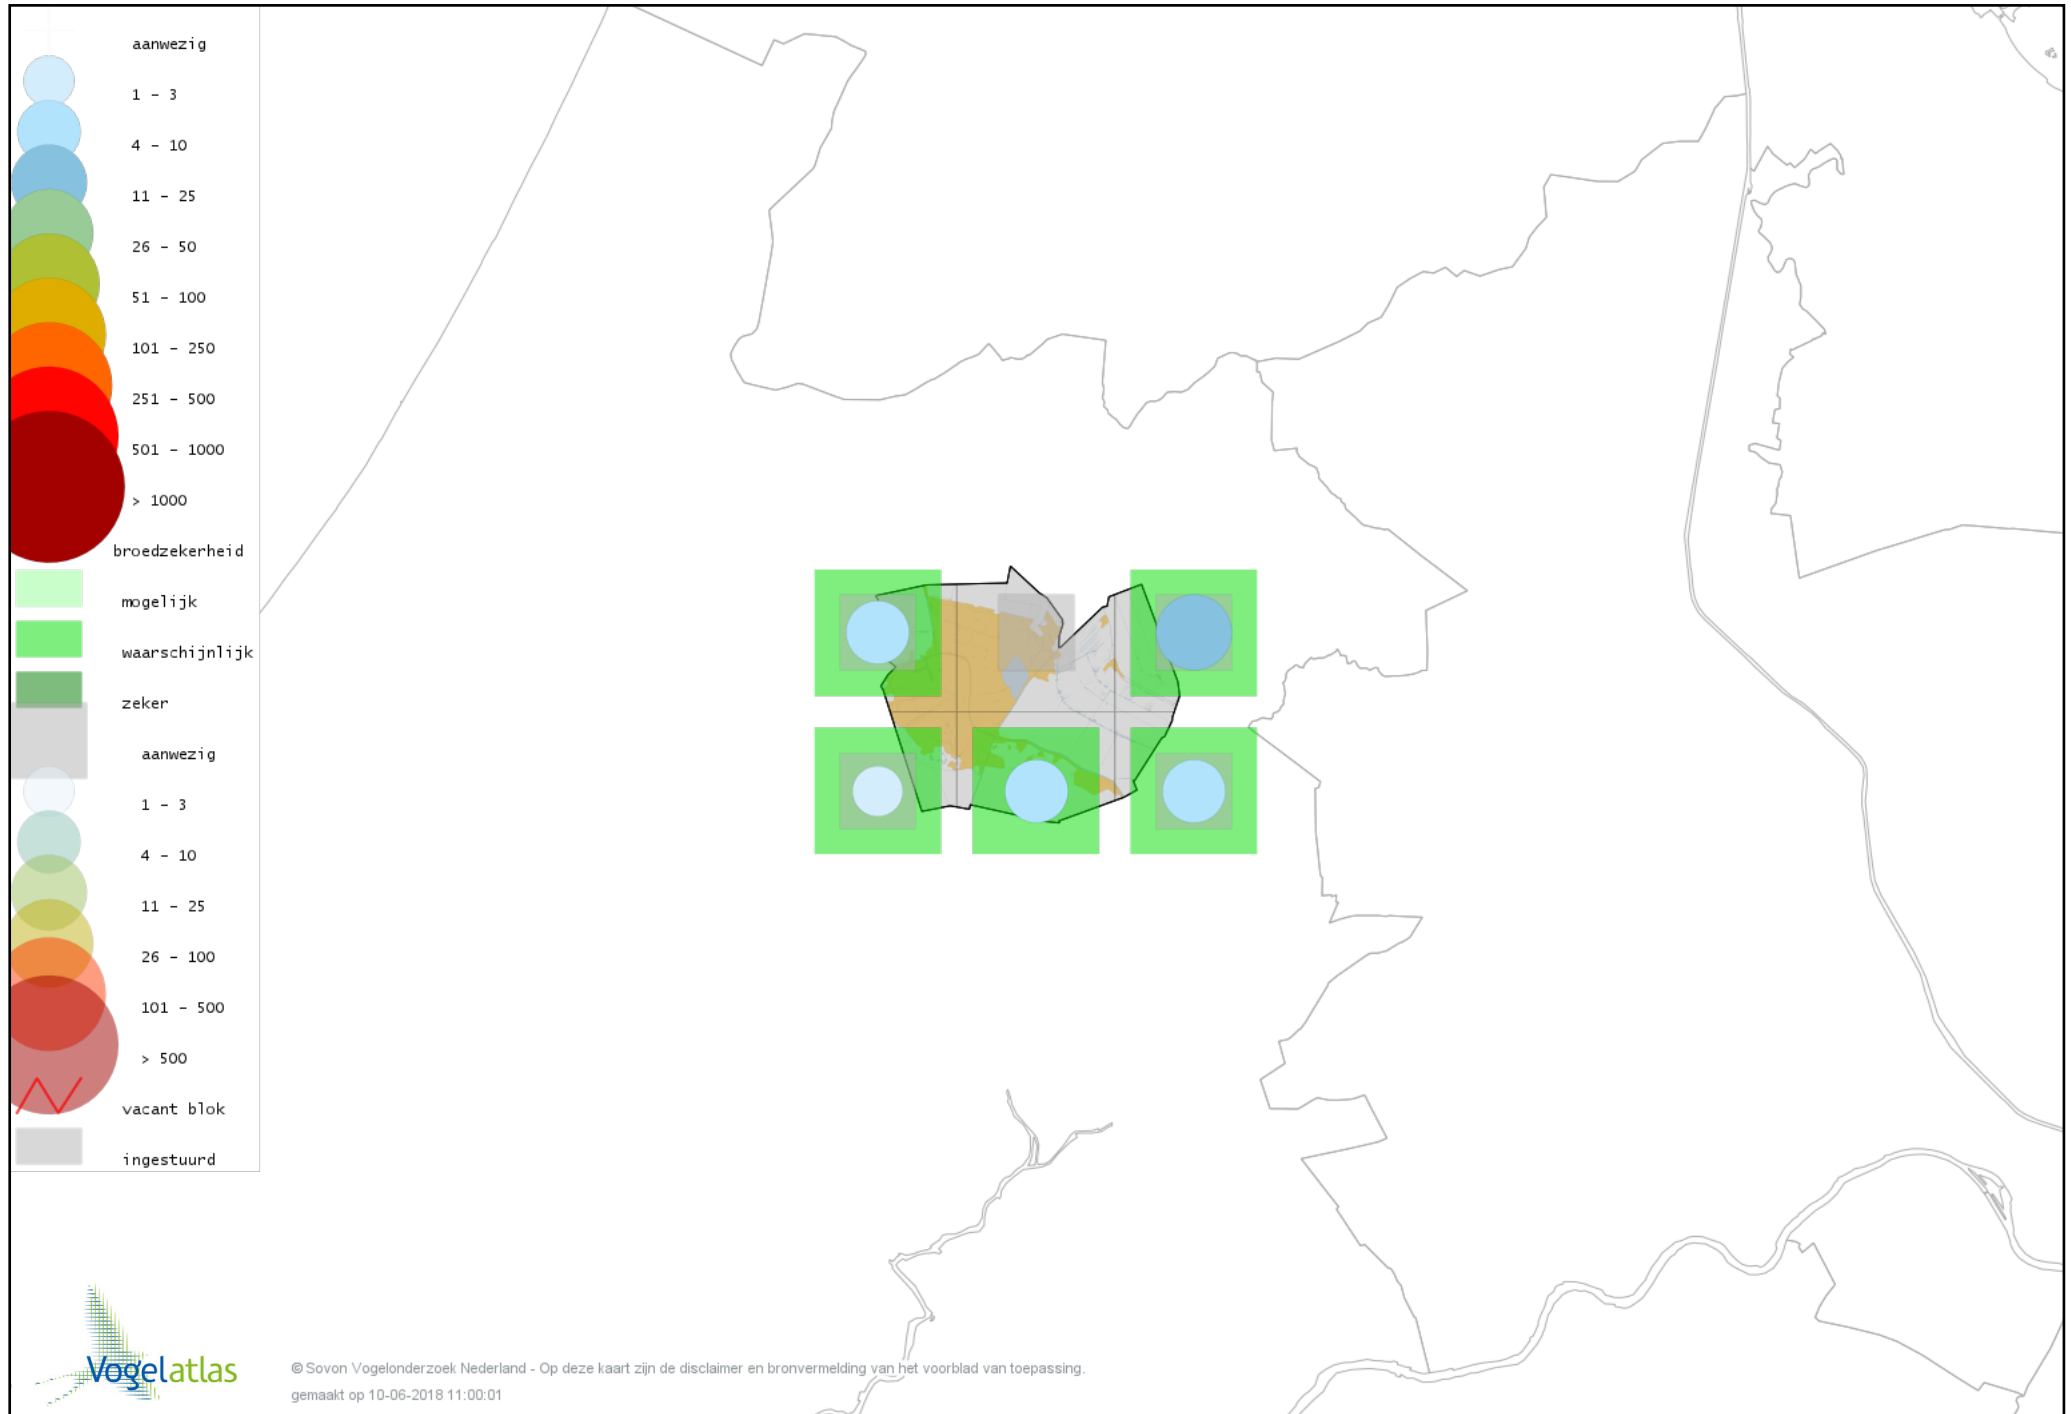 aanwezig
1 - 3
4 - 10
11 - 25
26 - 50
51 - 100
101 - 250
251 - 500
501 - 1000
> 1000
broedzekerheid
mogelijk
waarschijnlijk
zeker
aanwezig
1 - 3
4 - 10
11 - 25
26 - 100
101 - 500
> 500
vacant blok
ingestuurd
Vogelatlas
© Sovon Vogelonderzoek Nederland - Op deze kaart zijn de disclaimer en bronvermelding van het voorblad van toepassing.
gemaakt op 10-06-2018 11:00:01